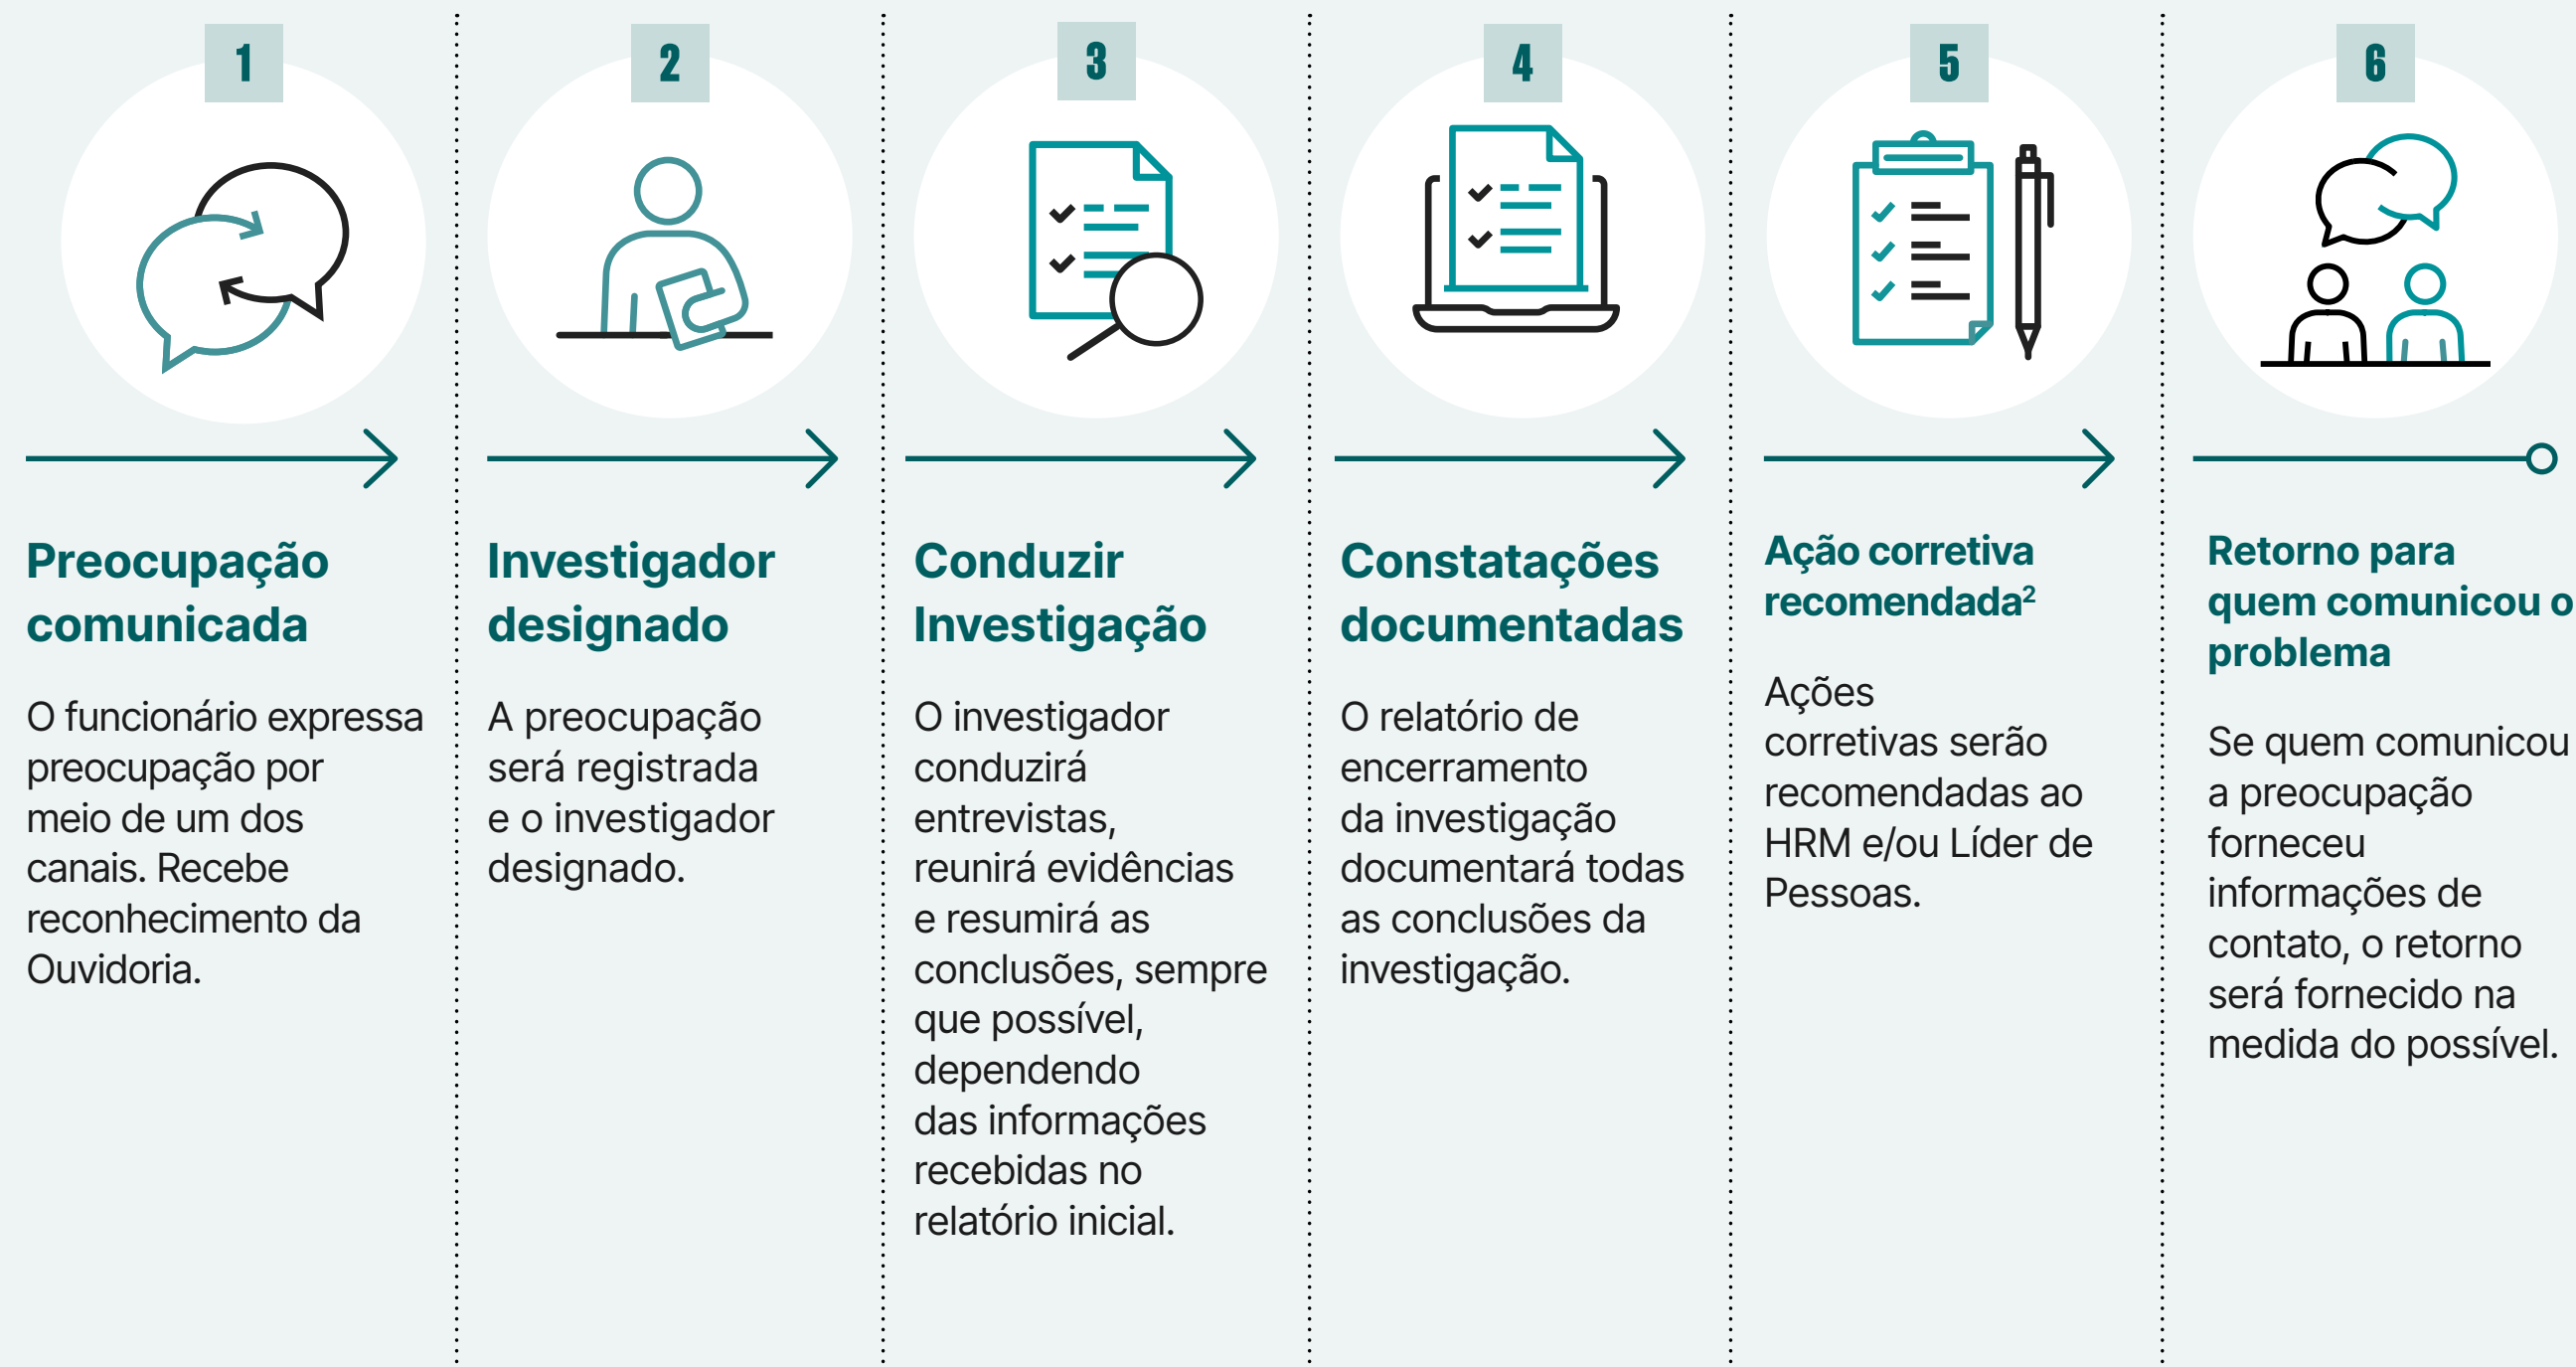 1
Preocupação
comunicada
O funcionário expressa
preocupação por
meio de um dos
canais. Recebe
reconhecimento da
Ouvidoria.
2
Investigador
designado
A preocupação
será registrada
e o investigador
designado.
3
Conduzir
Investigação
O investigador
conduzirá
entrevistas,
reunirá evidências
e resumirá as
conclusões, sempre
que possível,
dependendo
das informações
recebidas no
relatório inicial.
4
Constatações
documentadas
O relatório de
encerramento
da investigação
documentará todas
as conclusões da
investigação.
5
Ação corretiva
recomendada²
Ações
corretivas serão
recomendadas ao
HRM e/ou Líder de
Pessoas.
6
Retorno para
quem comunicou o
problema
Se quem comunicou
a preocupação
forneceu
informações de
contato, o retorno
será fornecido na
medida do possível.